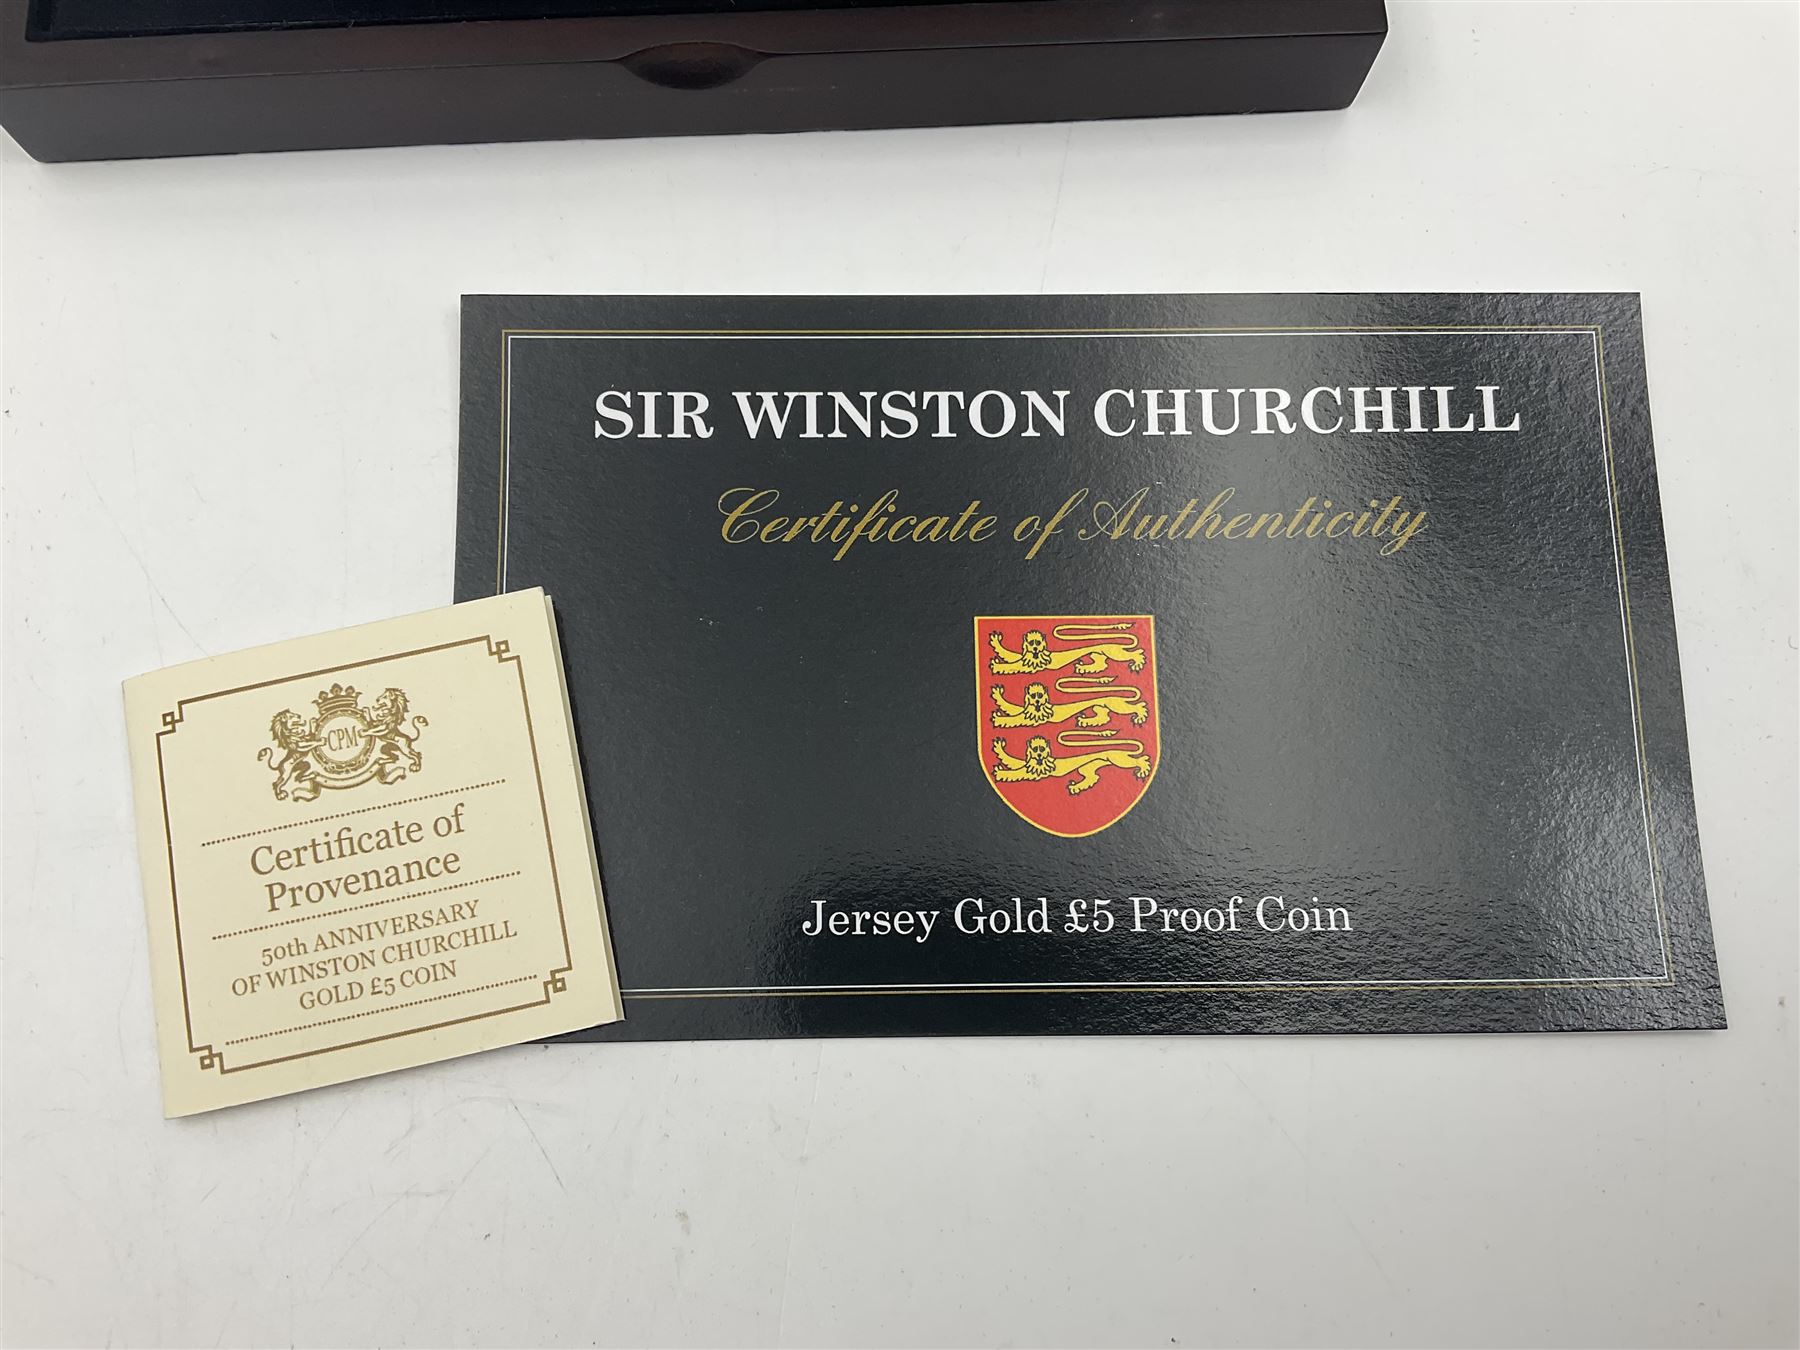 SIR WINSTON CHURCHILL
Certificate of Authenticity
Jersey Gold £5 Proof Coin
CPM
Certificate of
Provenance
50th ANNIVERSARY
OF WINSTON CHURCHILL
GOLD £5 COIN